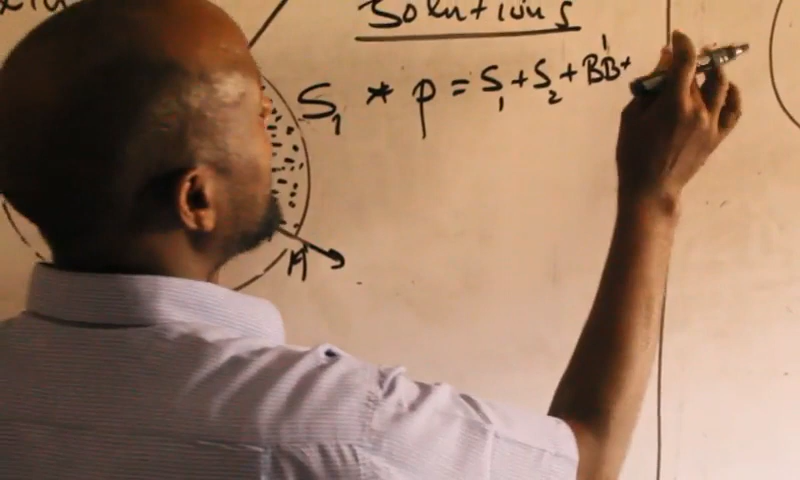 Solutions
S₁ * p = S₁ + S₂ + BB¹ +
A